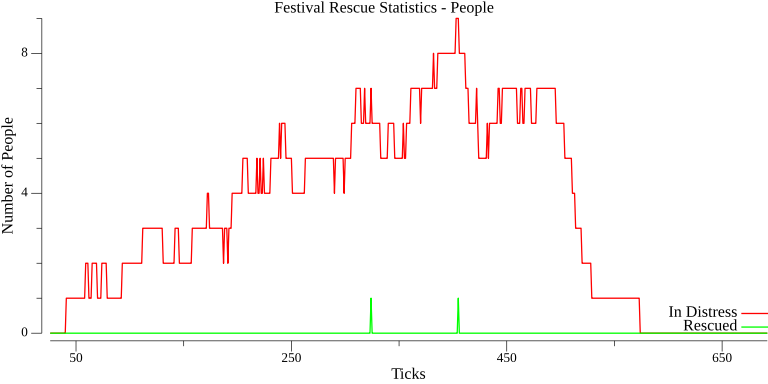 Festival Rescue Statistics - People
Number of People
8
4
0
In Distress
Rescued
50
250
450
650
Ticks